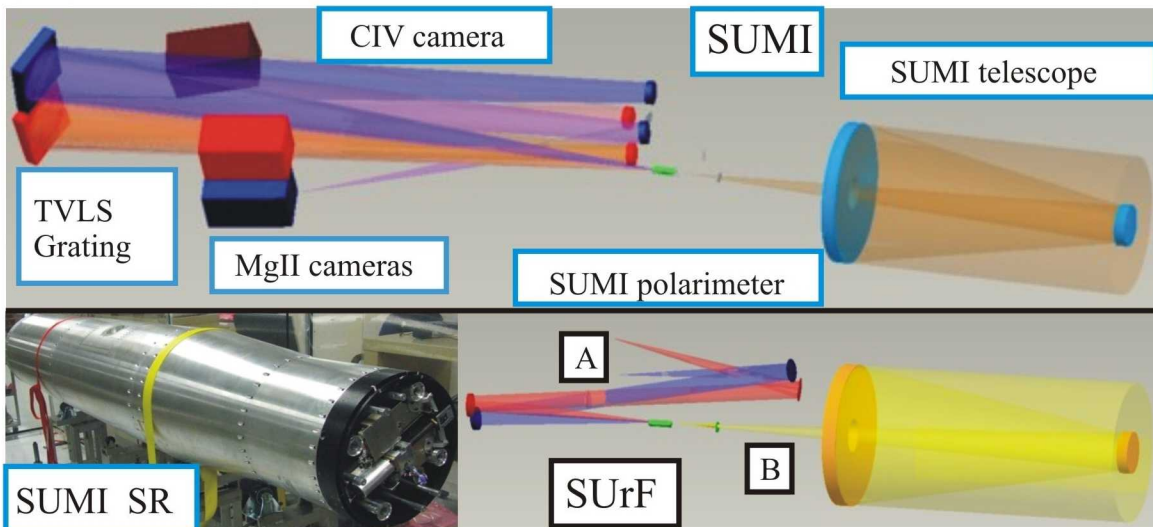 CIV camera
SUMI
SUMI telescope
TVLS
Grating
MgII cameras
SUMI polarimeter
A
SUMI SR
SUrF
B